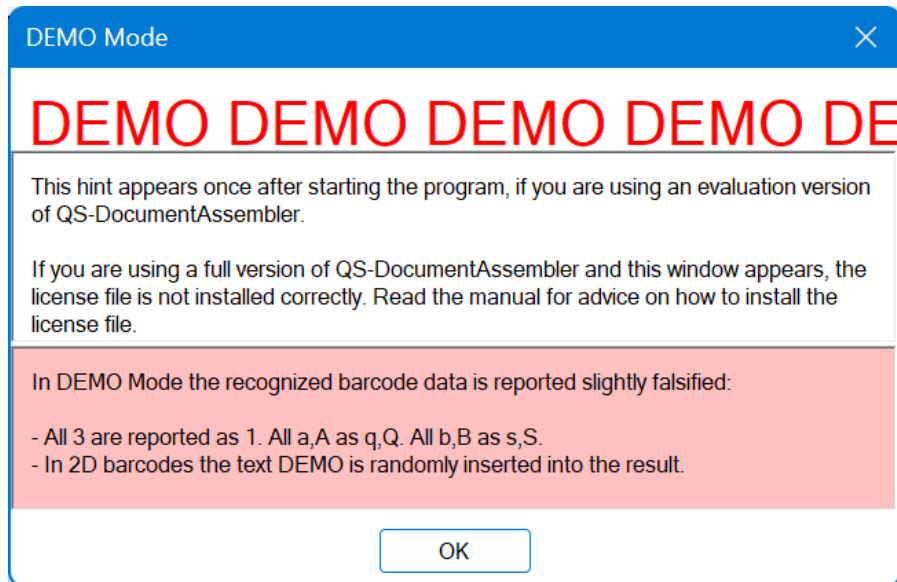 DEMO Mode
DEMO DEMO DEMO DEMO DE
This hint appears once after starting the program, if you are using an evaluation version
of QS-DocumentAssembler.
If you are using a full version of QS-DocumentAssembler and this window appears, the
license file is not installed correctly. Read the manual for advice on how to install the
license file.
In DEMO Mode the recognized barcode data is reported slightly falsified:
- All 3 are reported as 1. All a,A as q,Q. All b,B as s,S.
- In 2D barcodes the text DEMO is randomly inserted into the result.
OK